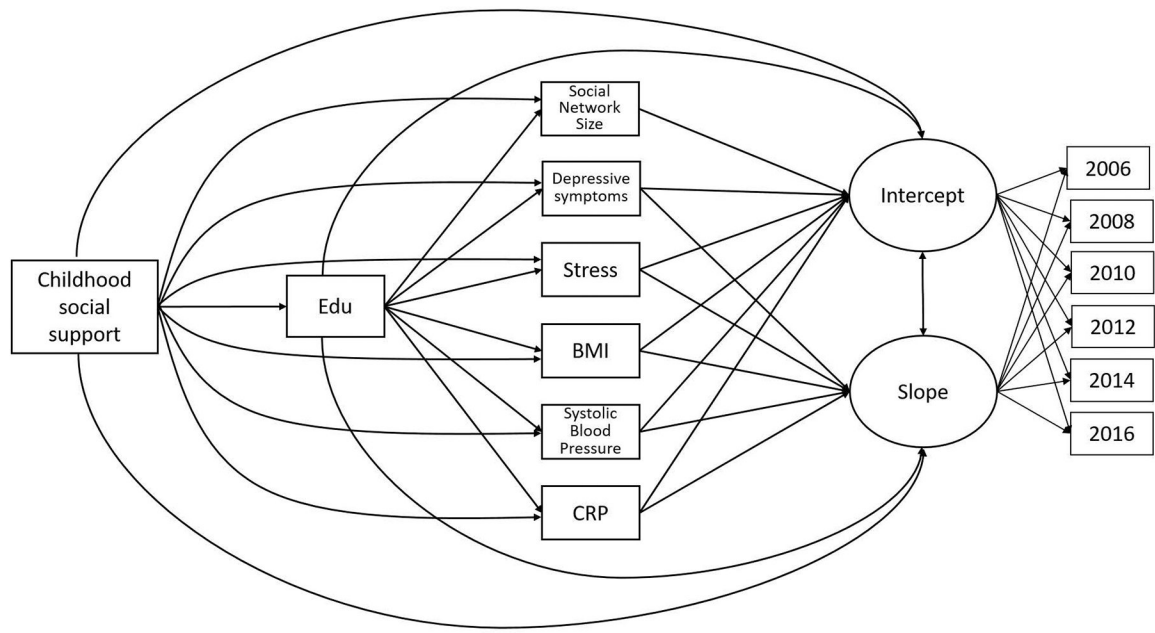 Childhood
social
support
Edu
Social
Network
Size
Depressive
symptoms
Stress
BMI
Systolic
Blood
Pressure
CRP
Intercept
Slope
2006
2008
2010
2012
2014
2016